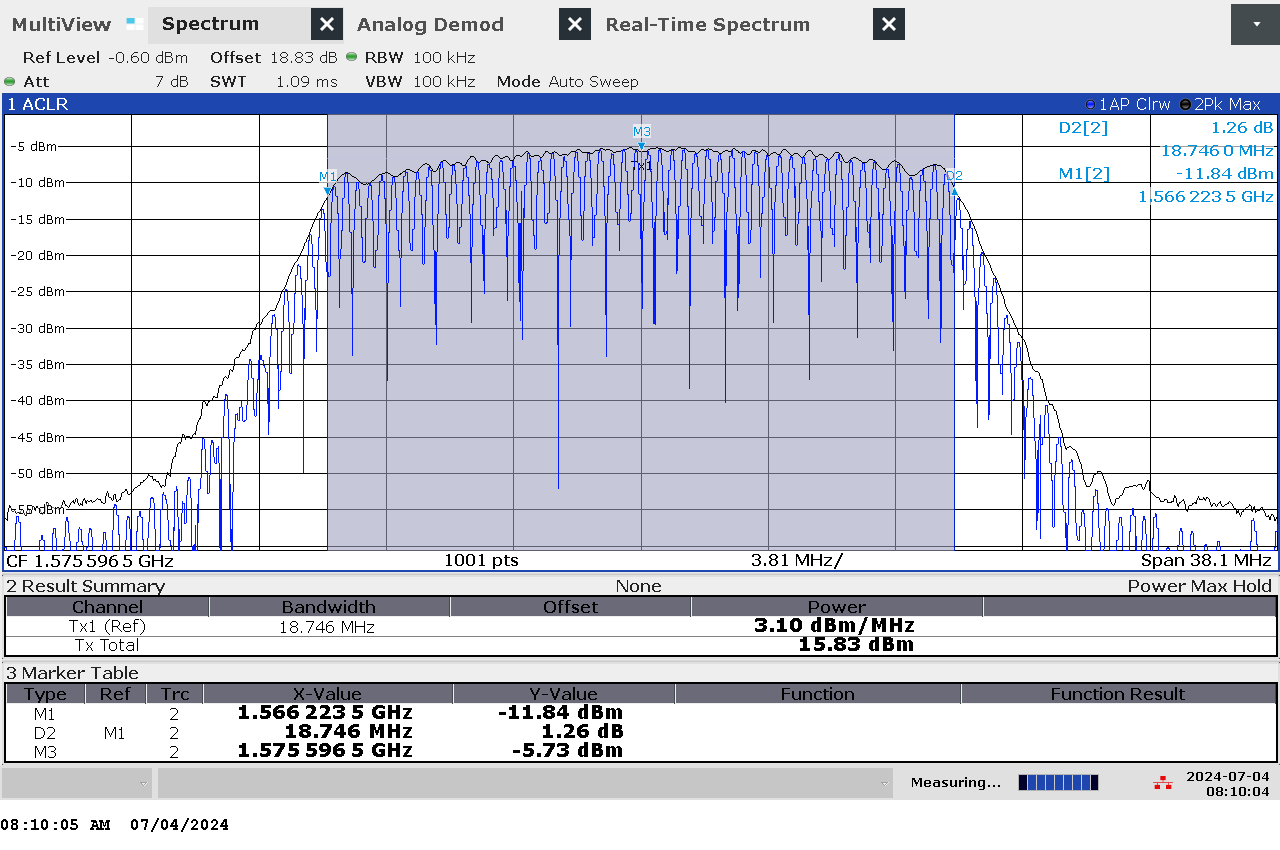 MultiView Spectrum Analog Demod Real-Time Spectrum
Ref Level -0.60 dBm Offset 18.83 dB RBW 100 kHz
Att 7 dB SWT 1.09 ms VBW 100 kHz Mode Auto Sweep
1 ACLR 1AP Clrw 2Pk Max
D2[2] 1.26 dB
18.746 0 MHz
M1[2] -11.84 dBm
1.566 223 5 GHz
M3
Tx1
M1
D2
-5 dBm
-10 dBm
-15 dBm
-20 dBm
-25 dBm
-30 dBm
-35 dBm
-40 dBm
-45 dBm
-50 dBm
-55 dBm
CF 1.575 596 5 GHz 1001 pts 3.81 MHz/ Span 38.1 MHz
2 Result Summary None Power Max Hold
Channel Bandwidth Offset Power
Tx1 (Ref) 18.746 MHz 3.10 dBm/MHz
Tx Total 15.83 dBm
3 Marker Table
Type Ref Trc X-Value Y-Value Function Function Result
M1 2 1.566 223 5 GHz -11.84 dBm
D2 M1 2 18.746 MHz 1.26 dB
M3 2 1.575 596 5 GHz -5.73 dBm
Measuring... 2024-07-04
08:10:04
08:10:05 AM 07/04/2024